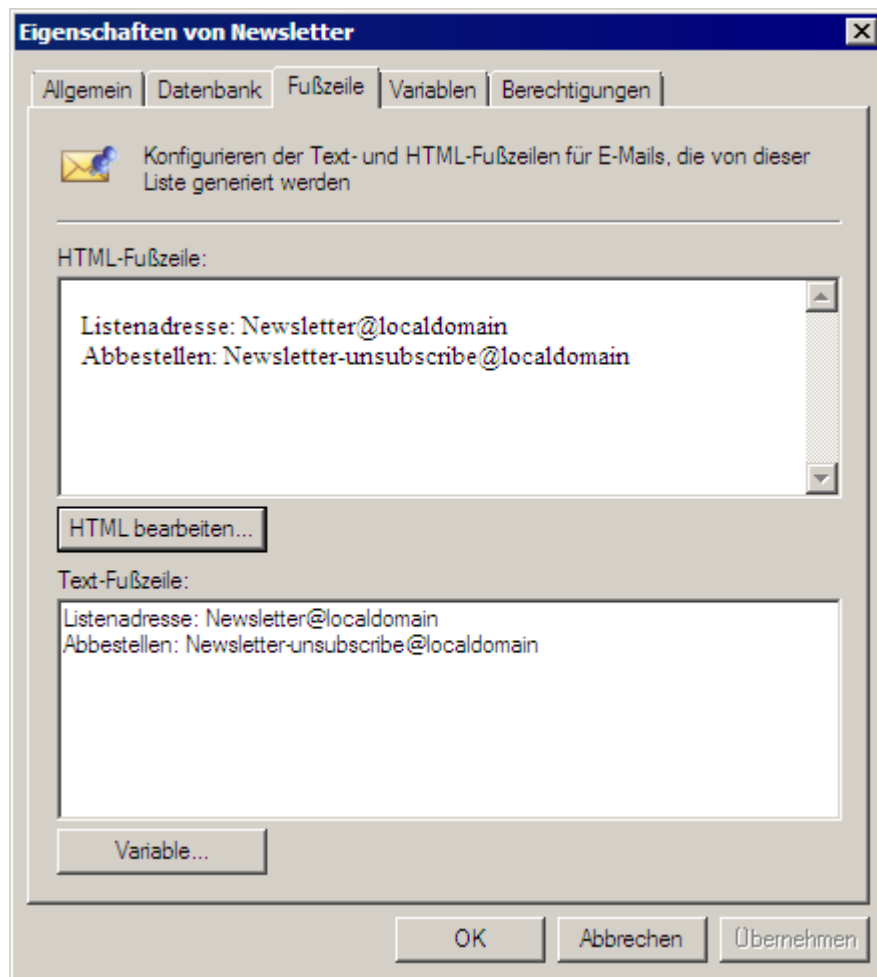 Eigenschaften von Newsletter
Allgemein Datenbank Fußzeile Variablen Berechtigungen
Konfigurieren der Text- und HTML-Fußzeilen für E-Mails, die von dieser
Liste generiert werden
HTML-Fußzeile:
Listenadresse: Newsletter@localdomain
Abbestellen: Newsletter-unsubscribe@localdomain
HTML bearbeiten...
Text-Fußzeile:
Listenadresse: Newsletter@localdomain
Abbestellen: Newsletter-unsubscribe@localdomain
Variable...
OK Abbrechen Übernehmen